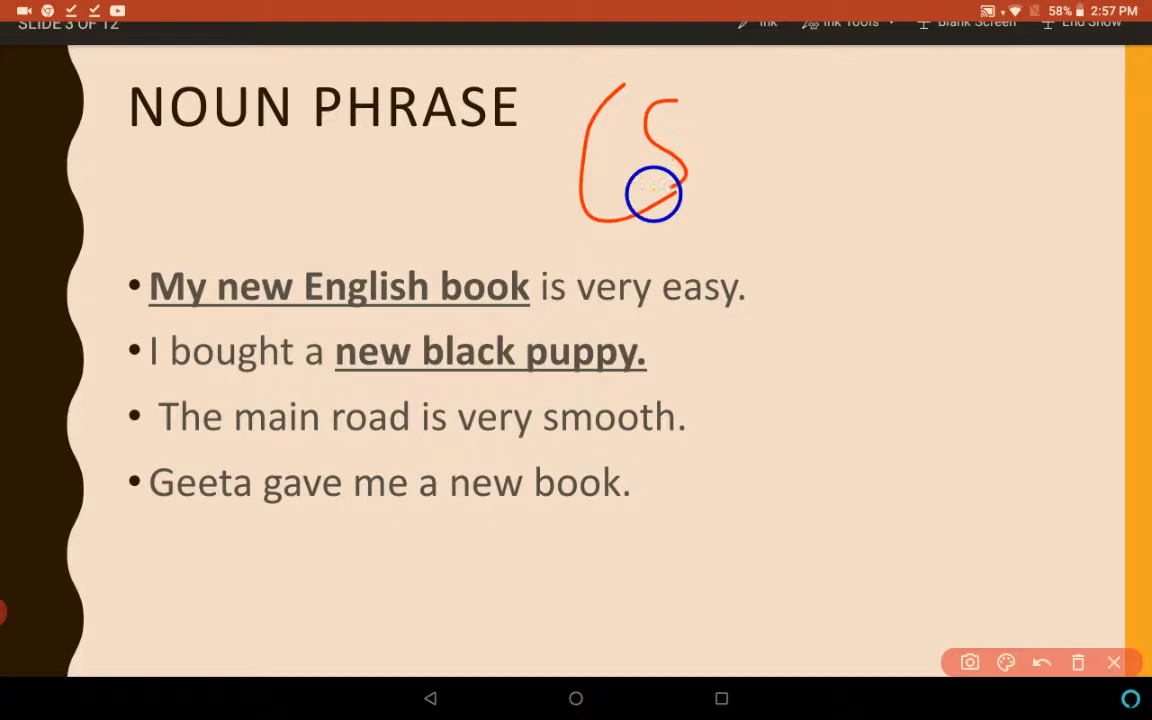 58% 2:57 PM
SLIDE 3 OF 12 Ink Ink Tools Blank Screen End Show
NOUN PHRASE
• My new English book is very easy.
• I bought a new black puppy.
• The main road is very smooth.
• Geeta gave me a new book.